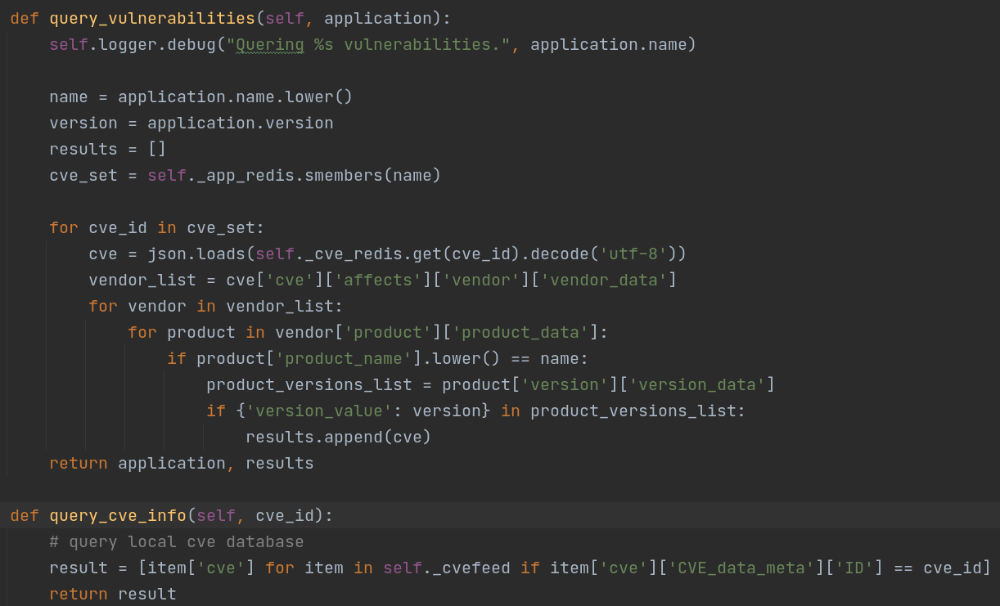 def query_vulnerabilities(self, application):
    self.logger.debug("Quering %s vulnerabilities.", application.name)
    name = application.name.lower()
    version = application.version
    results = []
    cve_set = self._app_redis.smembers(name)
    for cve_id in cve_set:
        cve = json.loads(self._cve_redis.get(cve_id).decode('utf-8'))
        vendor_list = cve['cve']['affects']['vendor']['vendor_data']
        for vendor in vendor_list:
            for product in vendor['product']['product_data']:
                if product['product_name'].lower() == name:
                    product_versions_list = product['version']['version_data']
                    if {'version_value': version} in product_versions_list:
                        results.append(cve)
    return application, results
def query_cve_info(self, cve_id):
    # query local cve database
    result = [item['cve'] for item in self._cvefeed if item['cve']['CVE_data_meta']['ID'] == cve_id]
    return result